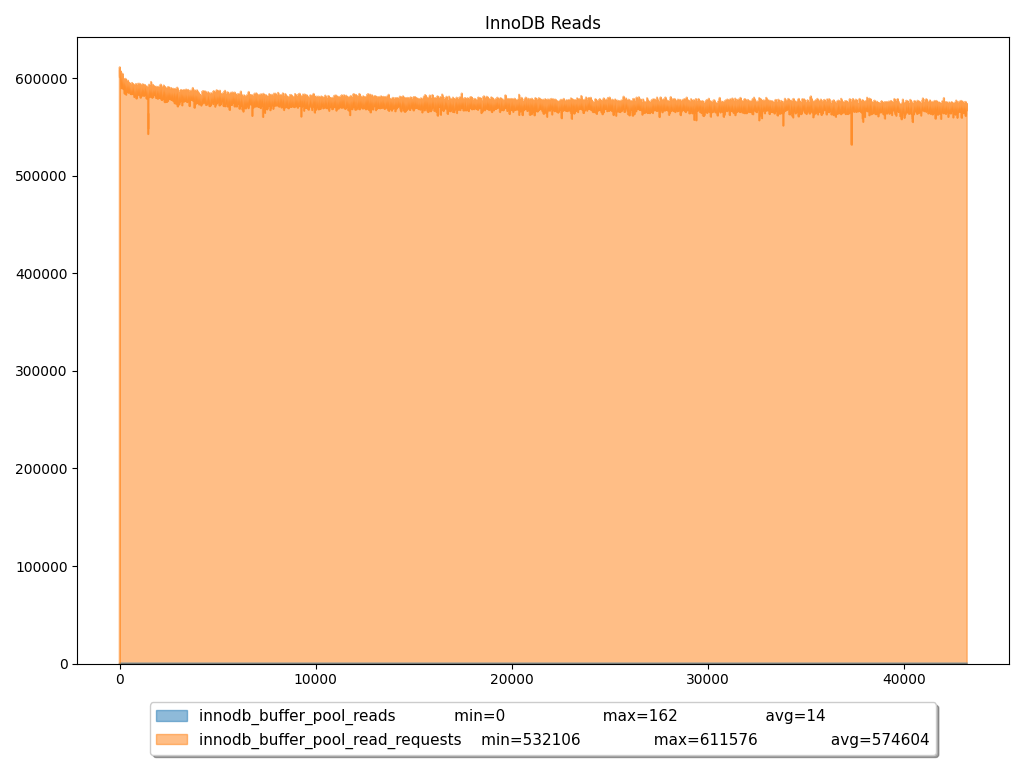 InnoDB Reads
600000
500000
400000
300000
200000
100000
0
0 10000 20000 30000 40000
innodb_buffer_pool_reads min=0 max=162 avg=14
innodb_buffer_pool_read_requests min=532106 max=611576 avg=574604